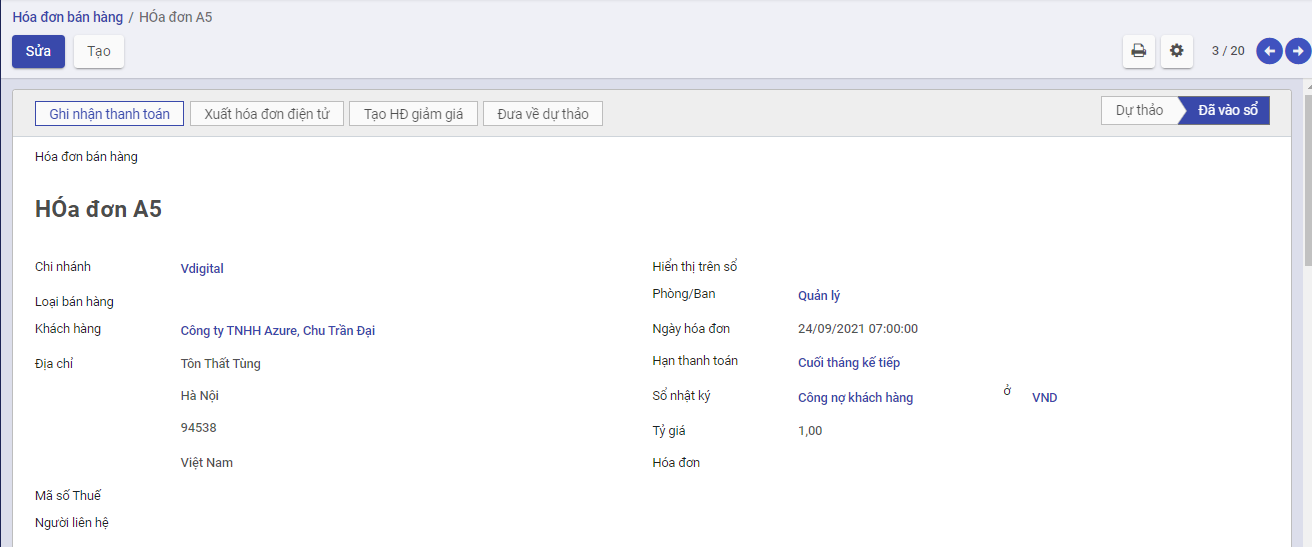 Hóa đơn bán hàng / HÓa đơn A5
Sửa Tạo 3 / 20
Ghi nhận thanh toán Xuất hóa đơn điện tử Tạo HĐ giảm giá Đưa về dự thảo Dự thảo Đã vào sổ
Hóa đơn bán hàng
HÓa đơn A5
Chi nhánh Vdigital
Loại bán hàng
Khách hàng Công ty TNHH Azure, Chu Trần Đại
Địa chỉ Tôn Thất Tùng
Hà Nội
94538
Việt Nam
Mã số Thuế
Người liên hệ
Hiển thị trên sổ
Phòng/Ban Quản lý
Ngày hóa đơn 24/09/2021 07:00:00
Hạn thanh toán Cuối tháng kế tiếp
Sổ nhật ký Công nợ khách hàng ở VND
Tỷ giá 1,00
Hóa đơn